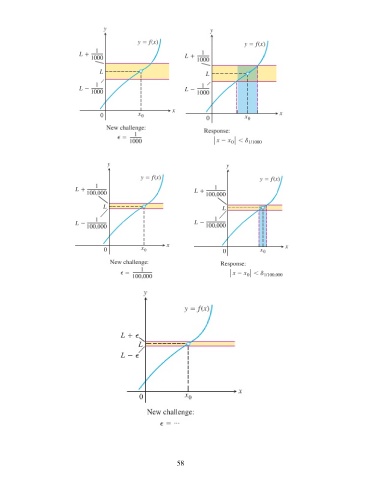 y
y = f(x)
L + 1/1000
L
L − 1/1000
0
x₀
x
New challenge:
ϵ = 1/1000
y
y = f(x)
L + 1/1000
L
L − 1/1000
0
x₀
x
Response:
|x − x₀| < δ1/1000
y
y = f(x)
L + 1/100,000
L
L − 1/100,000
0
x₀
x
New challenge:
ϵ = 1/100,000
y
y = f(x)
L + 1/100,000
L
L − 1/100,000
0
x₀
x
Response:
|x − x₀| < δ1/100,000
y
y = f(x)
L + ϵ
L
L − ϵ
0
x₀
x
New challenge:
ϵ = ···
58